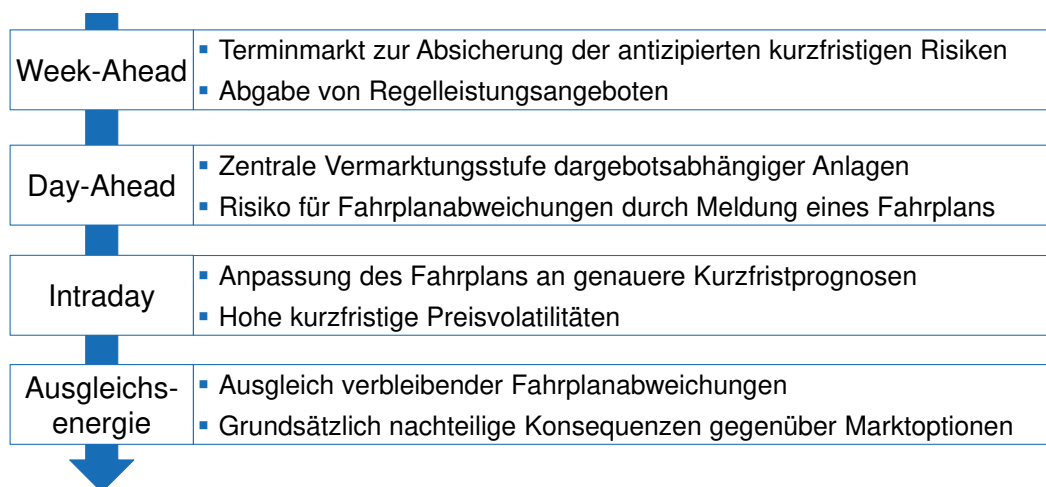 Week-Ahead
▪ Terminmarkt zur Absicherung der antizipierten kurzfristigen Risiken
▪ Abgabe von Regelleistungsangeboten
Day-Ahead
▪ Zentrale Vermarktungsstufe dargebotsabhängiger Anlagen
▪ Risiko für Fahrplanabweichungen durch Meldung eines Fahrplans
Intraday
▪ Anpassung des Fahrplans an genauere Kurzfristprognosen
▪ Hohe kurzfristige Preisvolatilitäten
Ausgleichs-
energie
▪ Ausgleich verbleibender Fahrplanabweichungen
▪ Grundsätzlich nachteilige Konsequenzen gegenüber Marktoptionen